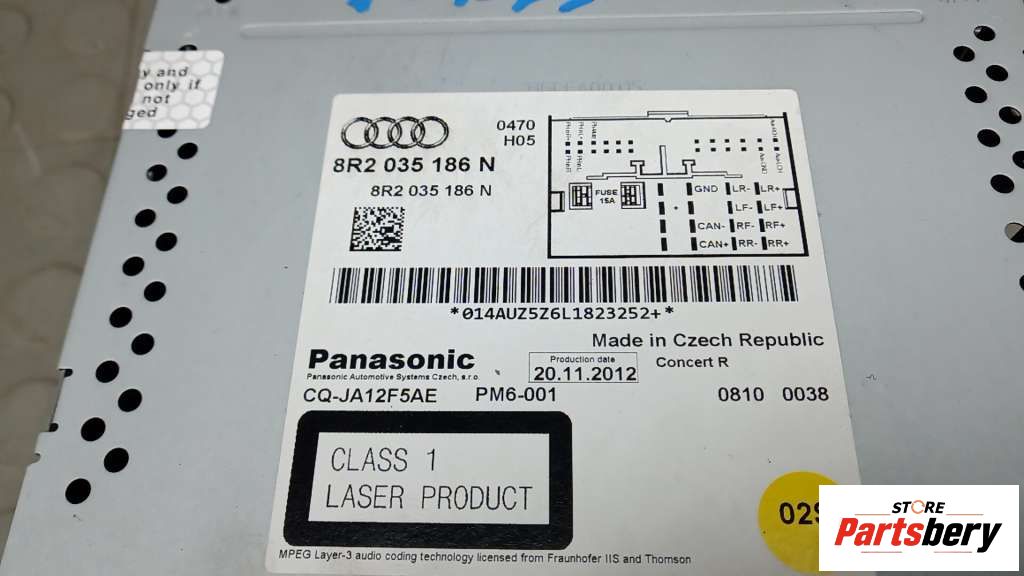 y and
only if
not
ged
0470
H05
8R2 035 186 N
8R2 035 186 N
FUSE
15A
GND LR- LR+
LF- LF+
CAN- RF- RF+
CAN+ RR- RR+
*014AUZ5Z6L1823252+*
Made in Czech Republic
Panasonic
Panasonic Automotive Systems Czech, s.r.o.
Production date
20.11.2012
Concert R
CQ-JA12F5AE PM6-001 0810 0038
CLASS 1
LASER PRODUCT
MPEG Layer-3 audio coding technology licensed from Fraunhofer IIS and Thomson
STORE
Partsbery